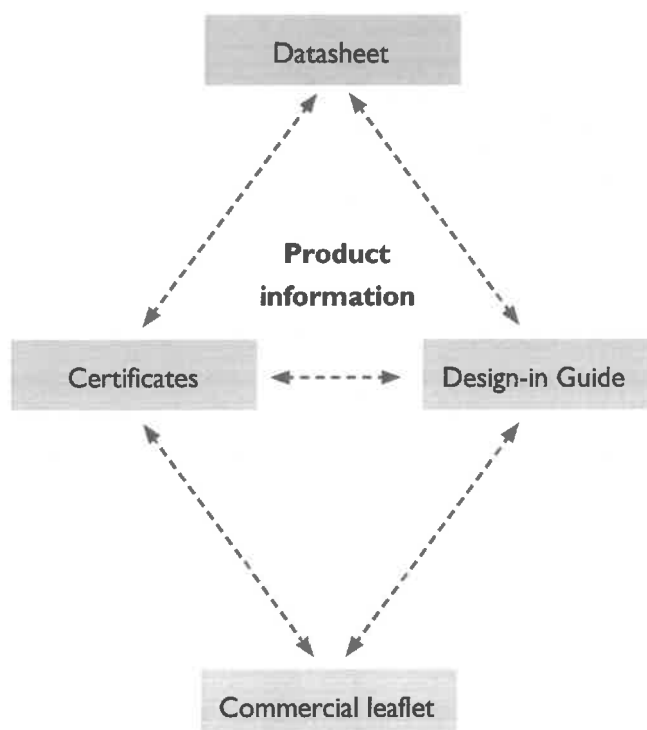 Datasheet
Product
information
Certificates
Design-in Guide
Commercial leaflet